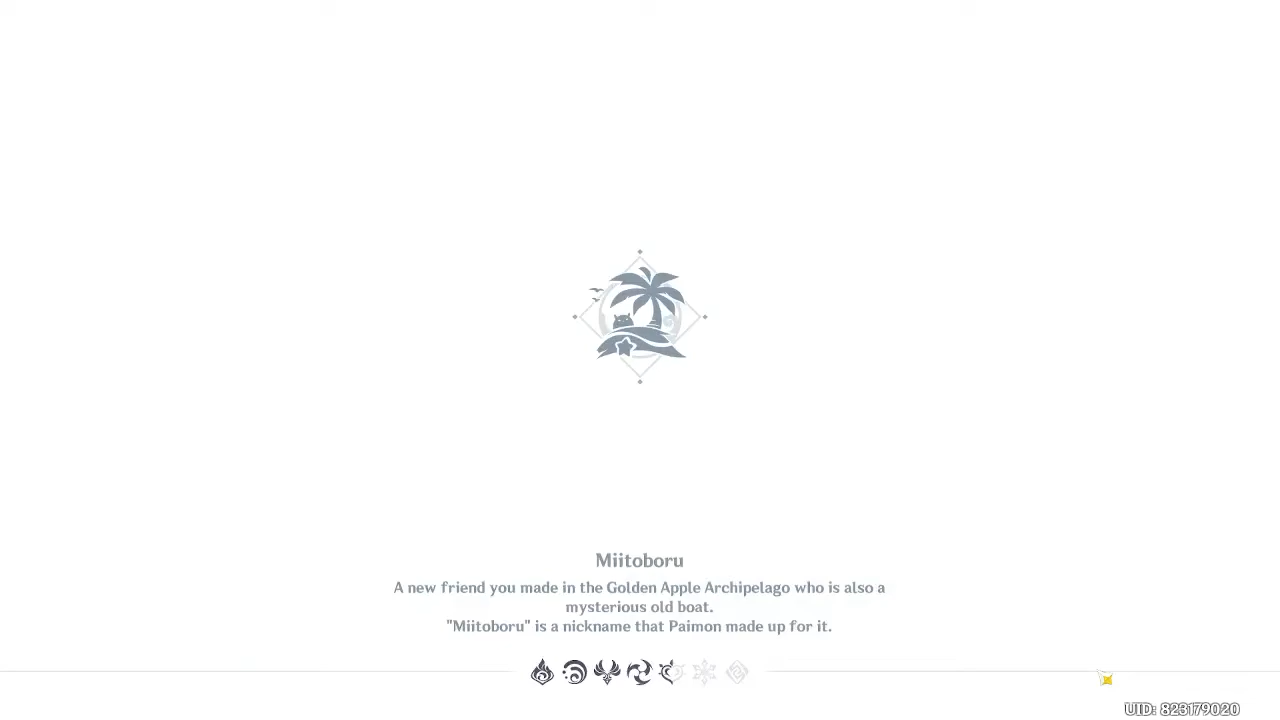 Miitoboru
A new friend you made in the Golden Apple Archipelago who is also a
mysterious old boat.
"Miitoboru" is a nickname that Paimon made up for it.
UID: 823179020